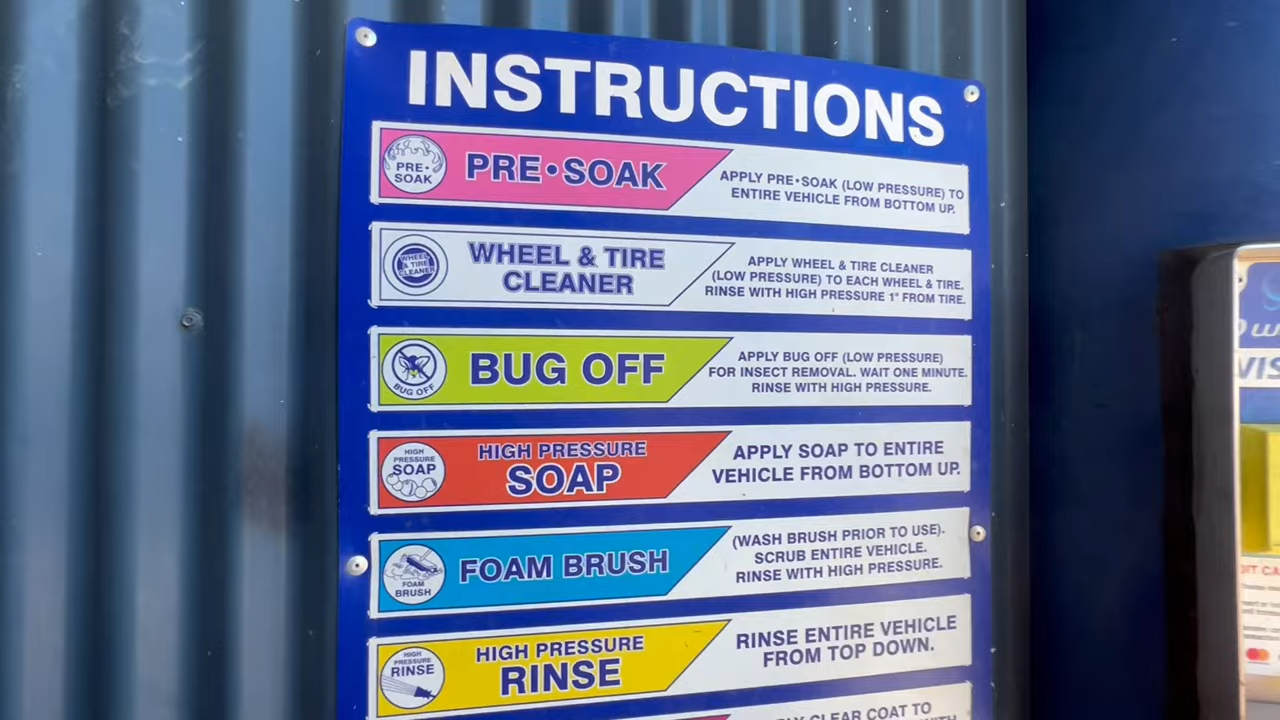 INSTRUCTIONS
PRE•SOAK
PRE•SOAK
APPLY PRE•SOAK (LOW PRESSURE) TO
ENTIRE VEHICLE FROM BOTTOM UP.
WHEEL
& TIRE
CLEANER
WHEEL & TIRE
CLEANER
APPLY WHEEL & TIRE CLEANER
(LOW PRESSURE) TO EACH WHEEL & TIRE.
RINSE WITH HIGH PRESSURE 1" FROM TIRE.
BUG OFF
BUG OFF
APPLY BUG OFF (LOW PRESSURE)
FOR INSECT REMOVAL. WAIT ONE MINUTE.
RINSE WITH HIGH PRESSURE.
HIGH
PRESSURE
SOAP
HIGH PRESSURE
SOAP
APPLY SOAP TO ENTIRE
VEHICLE FROM BOTTOM UP.
FOAM
BRUSH
FOAM BRUSH
(WASH BRUSH PRIOR TO USE).
SCRUB ENTIRE VEHICLE.
RINSE WITH HIGH PRESSURE.
HIGH
PRESSURE
RINSE
HIGH PRESSURE
RINSE
RINSE ENTIRE VEHICLE
FROM TOP DOWN.
CLEAR COAT TO